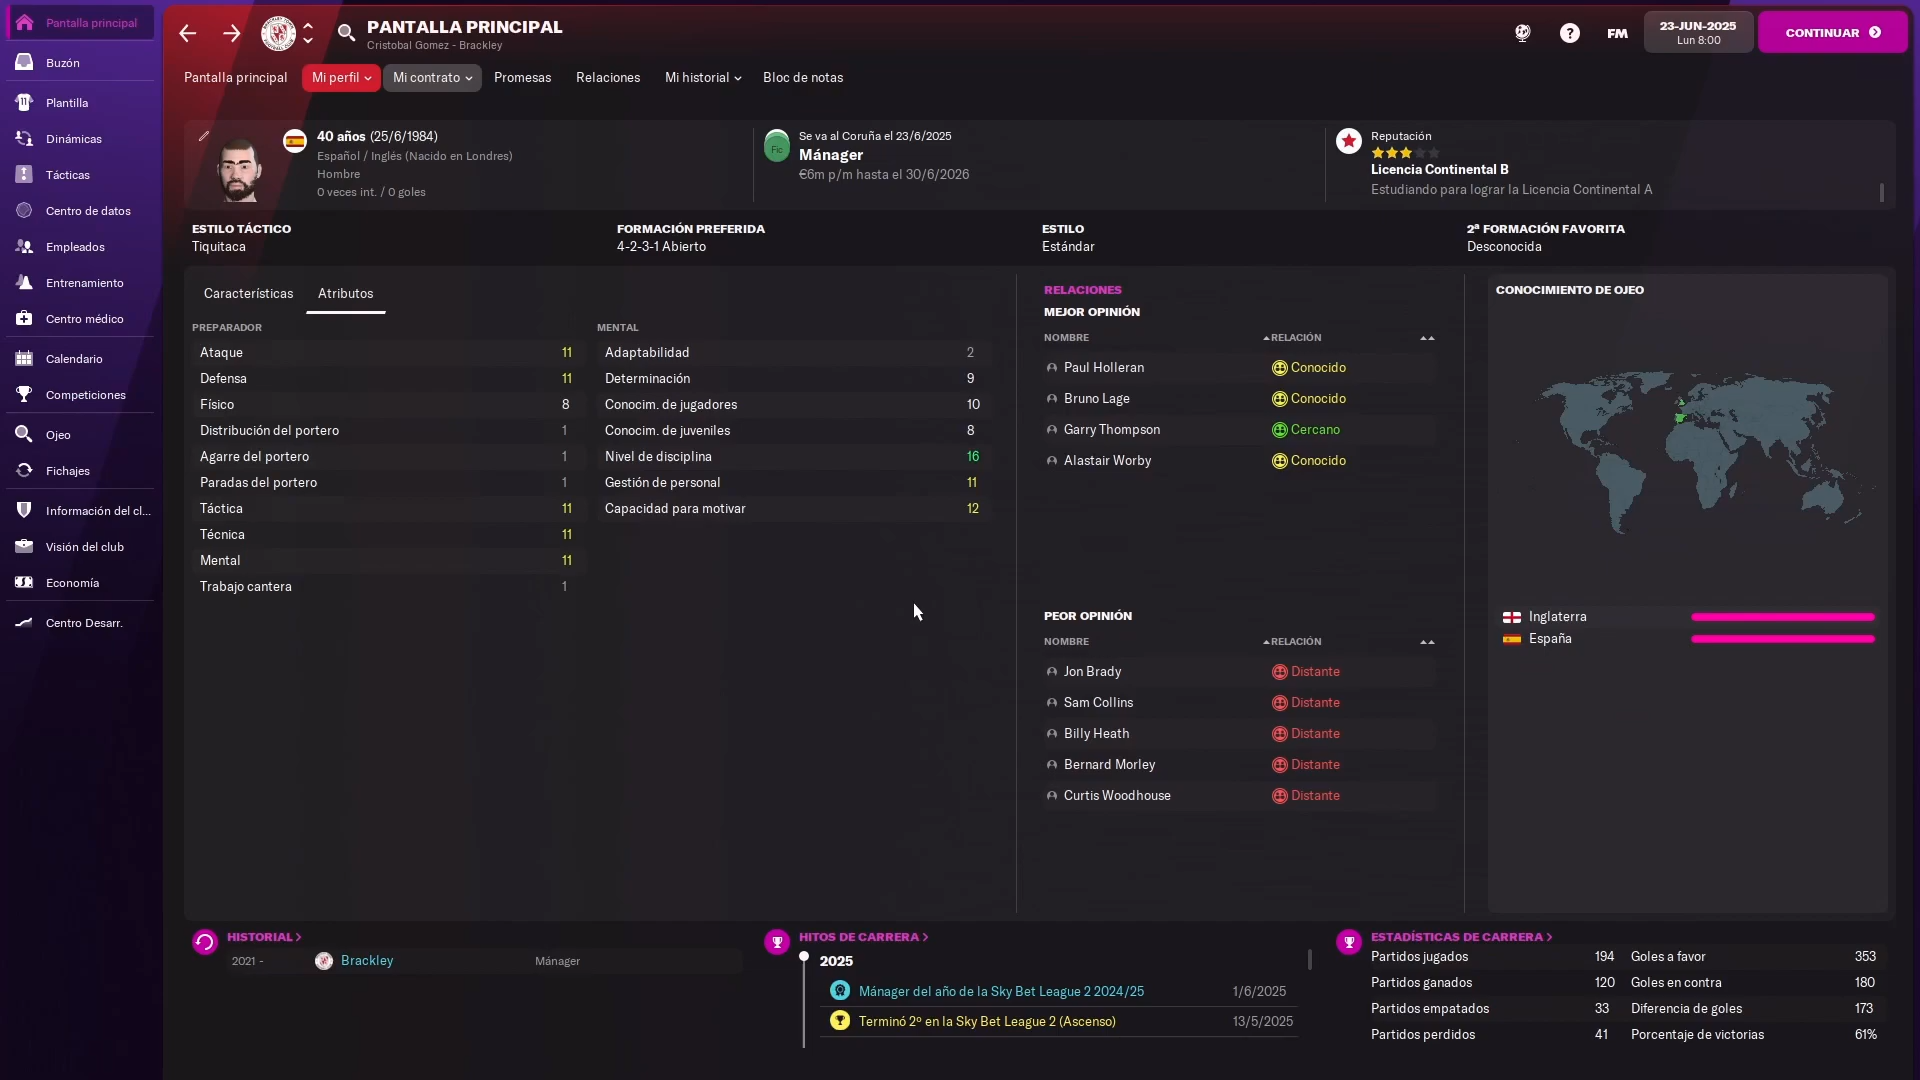 Pantalla principal
Buzón
Plantilla
Dinámicas
Tácticas
Centro de datos
Empleados
Entrenamiento
Centro médico
Calendario
Competiciones
Ojeo
Fichajes
Información del cl...
Visión del club
Economía
Centro Desarr.
PANTALLA PRINCIPAL
Cristobal Gomez - Brackley
FM
23-JUN-2025
Lun 8:00
CONTINUAR
Pantalla principal Mi perfil Mi contrato Promesas Relaciones Mi historial Bloc de notas
40 años (25/6/1984)
Español / Inglés (Nacido en Londres)
Hombre
0 veces int. / 0 goles
Fic
Se va al Coruña el 23/6/2025
Mánager
€6m p/m hasta el 30/6/2026
Reputación
Licencia Continental B
Estudiando para lograr la Licencia Continental A
ESTILO TÁCTICO
Tiquitaca
FORMACIÓN PREFERIDA
4-2-3-1 Abierto
ESTILO
Estándar
2ª FORMACIÓN FAVORITA
Desconocida
Características Atributos
PREPARADOR
Ataque 11
Defensa 11
Físico 8
Distribución del portero 1
Agarre del portero 1
Paradas del portero 1
Táctica 11
Técnica 11
Mental 11
Trabajo cantera 1
MENTAL
Adaptabilidad 2
Determinación 9
Conocim. de jugadores 10
Conocim. de juveniles 8
Nivel de disciplina 16
Gestión de personal 11
Capacidad para motivar 12
RELACIONES
MEJOR OPINIÓN
NOMBRE RELACIÓN
Paul Holleran Conocido
Bruno Lage Conocido
Garry Thompson Cercano
Alastair Worby Conocido
PEOR OPINIÓN
NOMBRE RELACIÓN
Jon Brady Distante
Sam Collins Distante
Billy Heath Distante
Bernard Morley Distante
Curtis Woodhouse Distante
CONOCIMIENTO DE OJEO
Inglaterra
España
HISTORIAL
2021 - Brackley Mánager
HITOS DE CARRERA
2025
Mánager del año de la Sky Bet League 2 2024/25 1/6/2025
Terminó 2º en la Sky Bet League 2 (Ascenso) 13/5/2025
ESTADÍSTICAS DE CARRERA
Partidos jugados 194 Goles a favor 353
Partidos ganados 120 Goles en contra 180
Partidos empatados 33 Diferencia de goles 173
Partidos perdidos 41 Porcentaje de victorias 61%